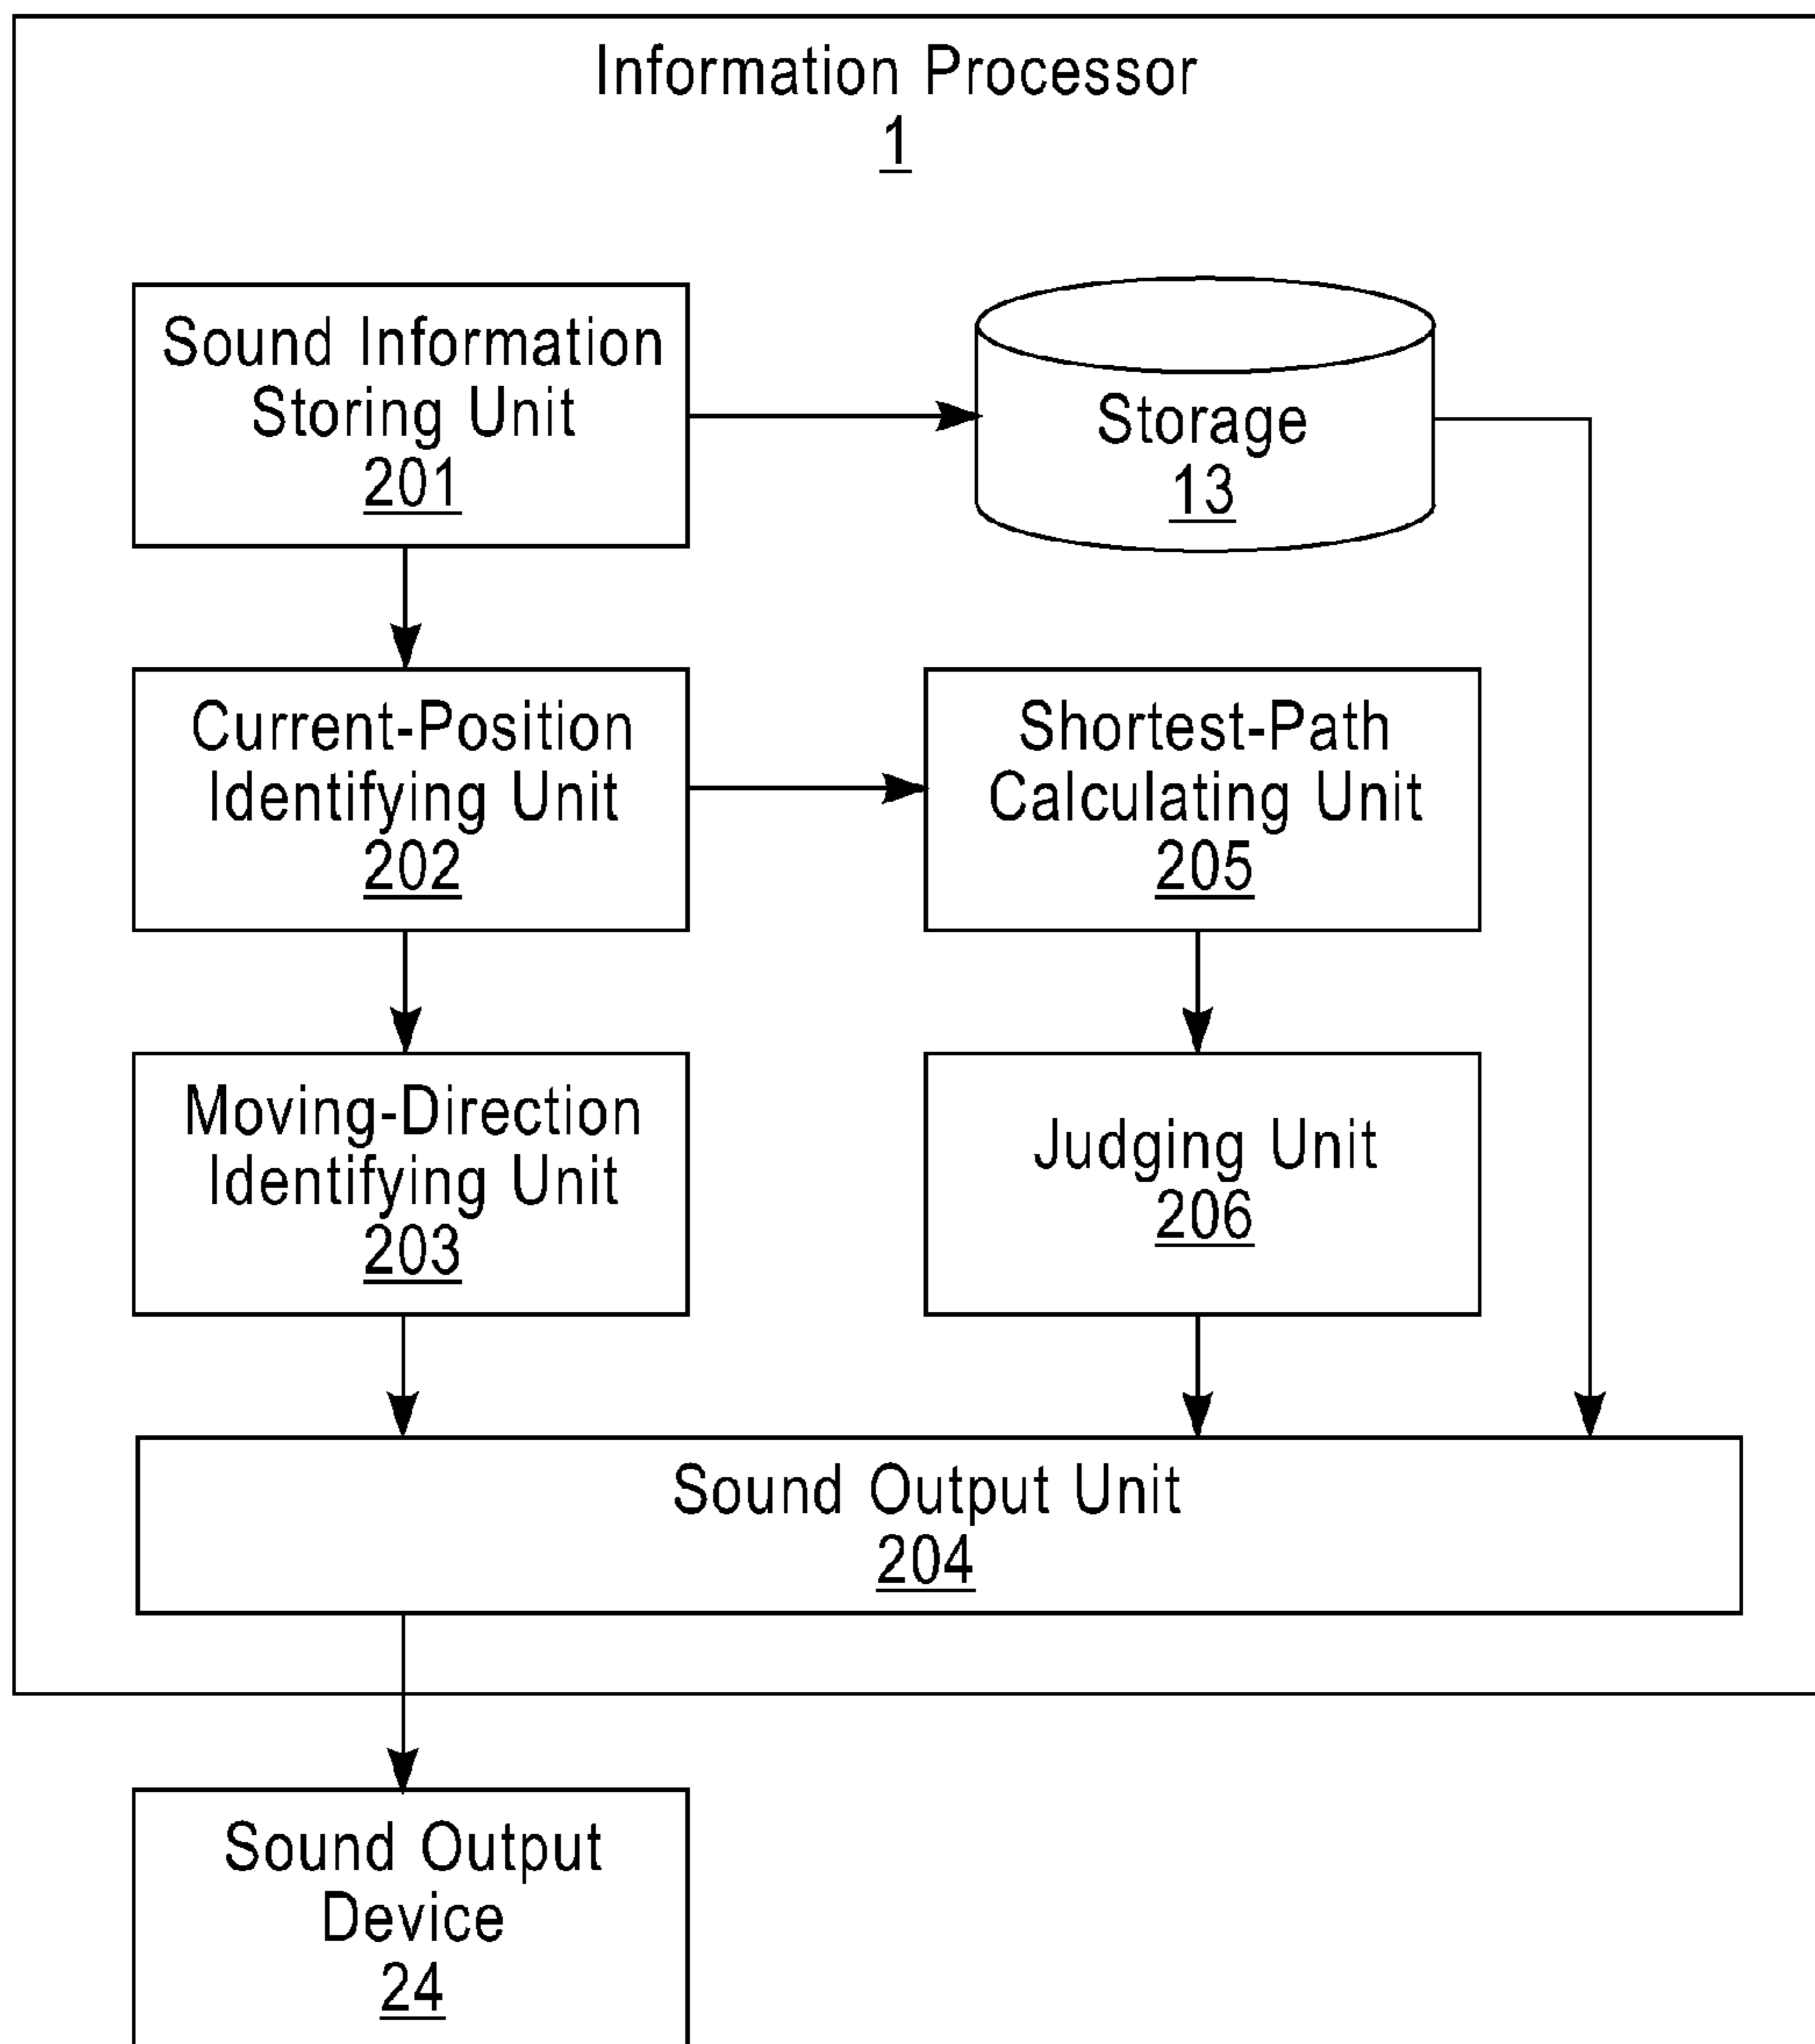 Information Processor
1
Sound Information
Storing Unit
201
Storage
13
Current-Position
Identifying Unit
202
Shortest-Path
Calculating Unit
205
Moving-Direction
Identifying Unit
203
Judging Unit
206
Sound Output Unit
204
Sound Output
Device
24